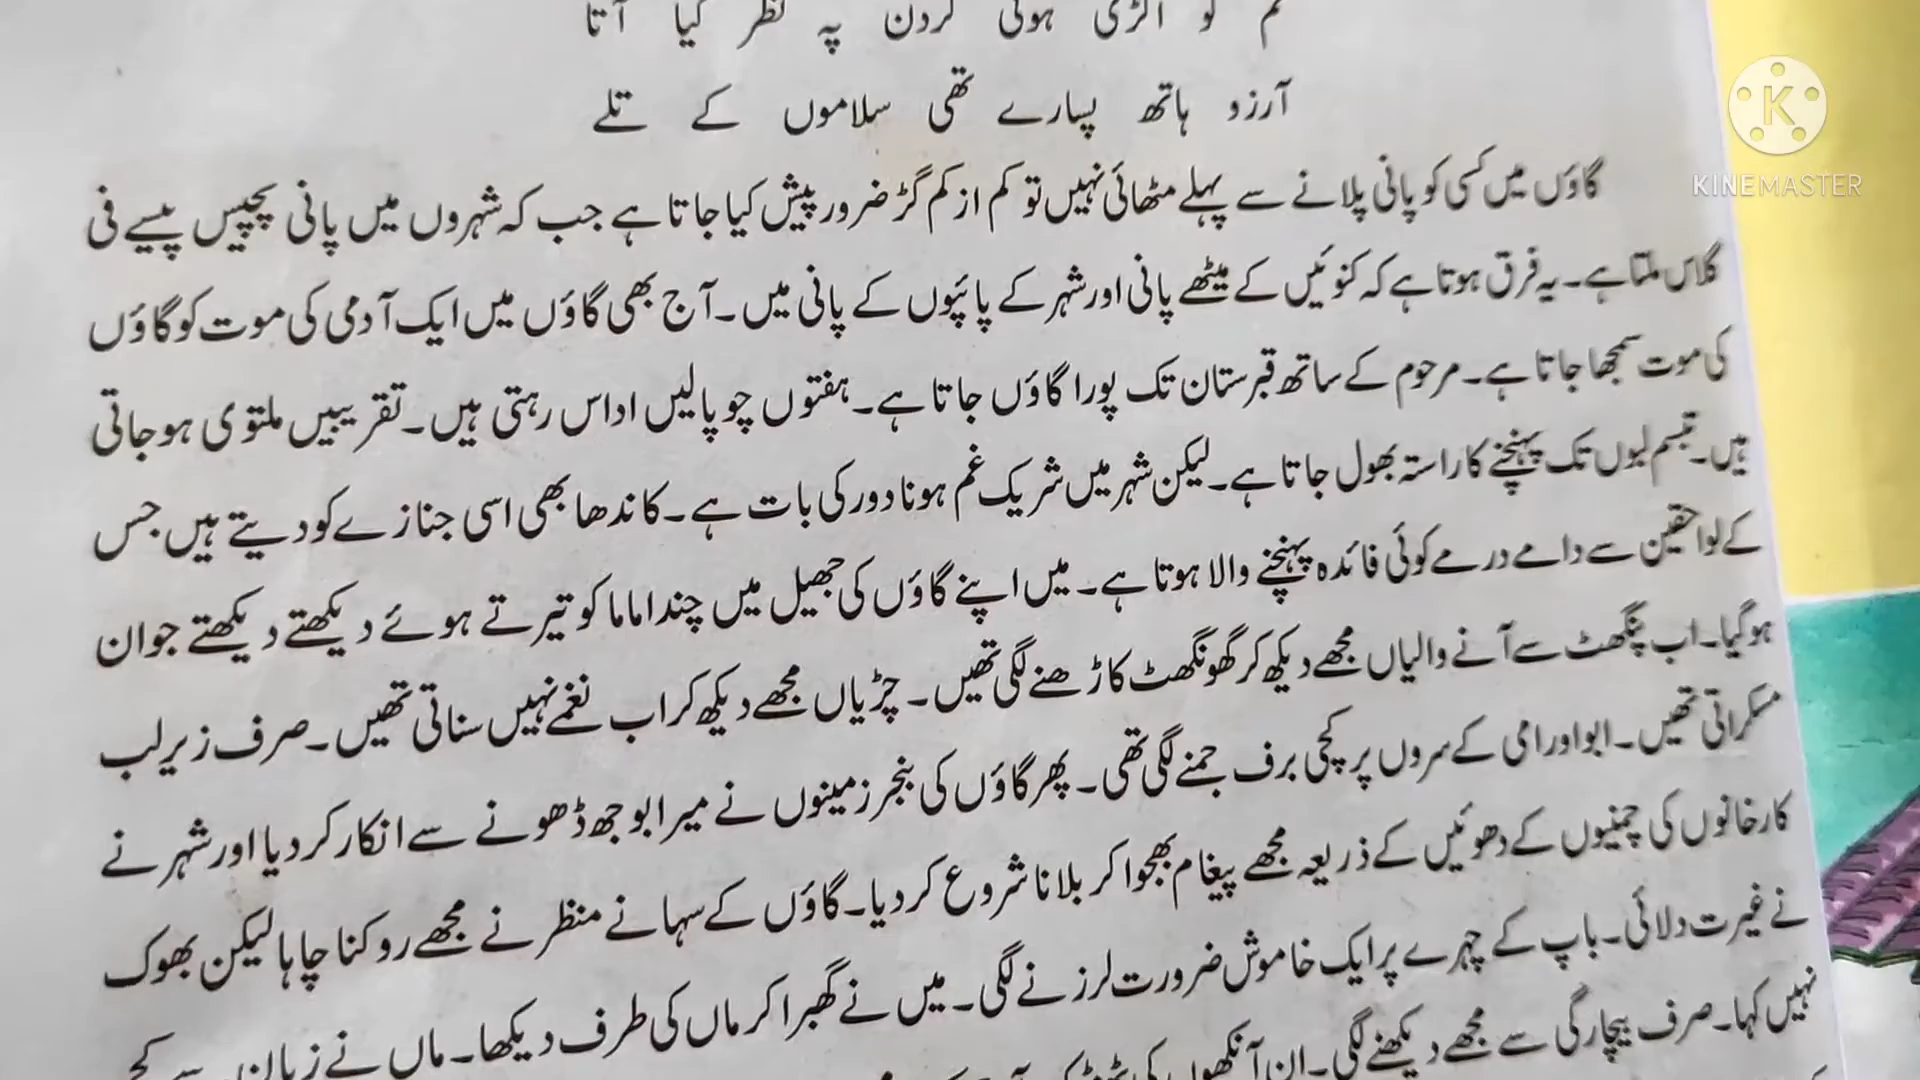 تم کو اکڑی ہوئی گردن پہ نظر کیا آتا
آرزو ہاتھ پسارے تھی سلاموں کے تلے
گاؤں میں کسی کو پانی پلانے سے پہلے مٹھائی نہیں تو کم از کم گڑ ضرور پیش کیا جاتا ہے جب کہ شہروں میں پانی پچیس پیسے فی
گلاس ملتا ہے۔ یہ فرق ہوتا ہے کہ کنوئیں کے میٹھے پانی اور شہر کے پائپوں کے پانی میں۔ آج بھی گاؤں میں ایک آدمی کی موت کو گاؤں
کی موت سمجھا جاتا ہے۔ مرحوم کے ساتھ قبرستان تک پورا گاؤں جاتا ہے۔ ہفتوں چوپالیں اداس رہتی ہیں۔ تقریبیں ملتوی ہو جاتی
ہیں۔ تبسم لبوں تک پہنچنے کا راستہ بھول جاتا ہے۔ لیکن شہر میں شریک غم ہونا دور کی بات ہے۔ کاندھا بھی اسی جنازے کو دیتے ہیں جس
کے لواحقین سے دامے درمے کوئی فائدہ پہنچنے والا ہوتا ہے۔ میں اپنے گاؤں کی جھیل میں چندا ماما کو تیرتے ہوئے دیکھتے دیکھتے جوان
ہو گیا۔ اب پنگھٹ سے آنے والیاں مجھے دیکھ کر گھونگھٹ کاڑھنے لگی تھیں۔ چڑیاں مجھے دیکھ کر اب نغمے نہیں سناتی تھیں۔ صرف زیر لب
مسکراتی تھیں۔ ابو اور امی کے سروں پر کچی برف جمنے لگی تھی۔ پھر گاؤں کی بنجر زمینوں نے میرا بوجھ ڈھونے سے انکار کر دیا اور شہر نے
کارخانوں کی چمنیوں کے دھوئیں کے ذریعہ مجھے پیغام بھجوا کر بلانا شروع کر دیا۔ گاؤں کے سہانے منظر نے مجھے روکنا چاہا لیکن بھوک
نے غیرت دلائی۔ باپ کے چہرے پر ایک خاموش ضرورت لرزنے لگی۔ میں نے گھبرا کر ماں کی طرف دیکھا۔ ماں نے زبان سے کچھ
نہیں کہا۔ صرف بیچارگی سے مجھے دیکھنے لگی۔ ان آنکھوں کی
KINEMASTER